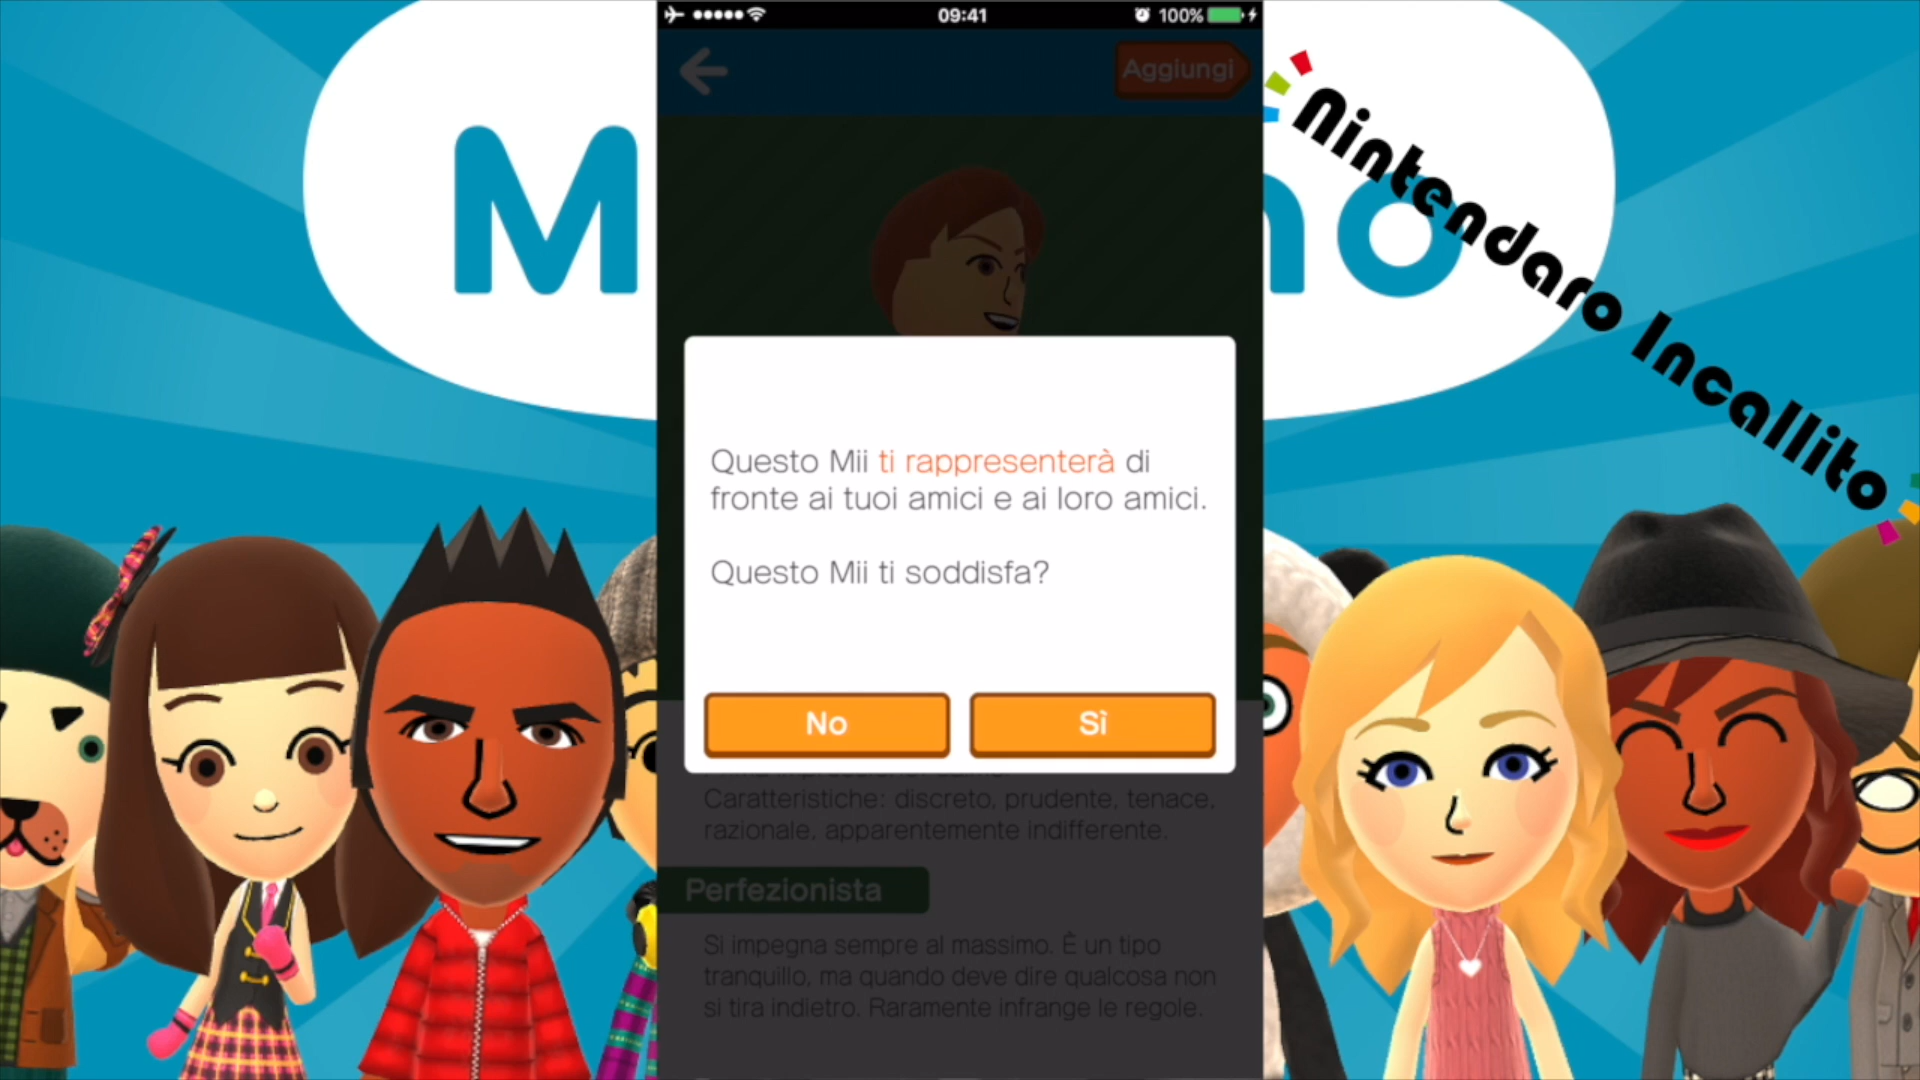 09:41
100%
Aggiungi
Nintendaro Incallito
Questo Mii ti rappresenterà di
fronte ai tuoi amici e ai loro amici.
Questo Mii ti soddisfa?
No
Sì
Caratteristiche: discreto, prudente, tenace,
razionale, apparentemente indifferente.
Perfezionista
Si impegna sempre al massimo. È un tipo
tranquillo, ma quando deve dire qualcosa non
si tira indietro. Raramente infrange le regole.